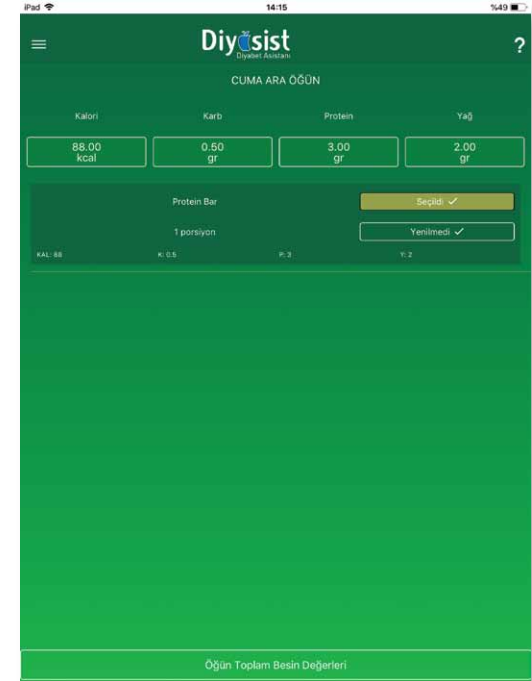 iPad 14:15 %49
Diyasist
Diyabet Asistanı
?
CUMA ARA ÖĞÜN
Kalori Karb Protein Yağ
88.00 0.50 3.00 2.00
kcal gr gr gr
Protein Bar Seçildi ✓
1 porsiyon Yenilmedi ✓
KAL: 88 K: 0.5 P: 3 Y: 2
Öğün Toplam Besin Değerleri